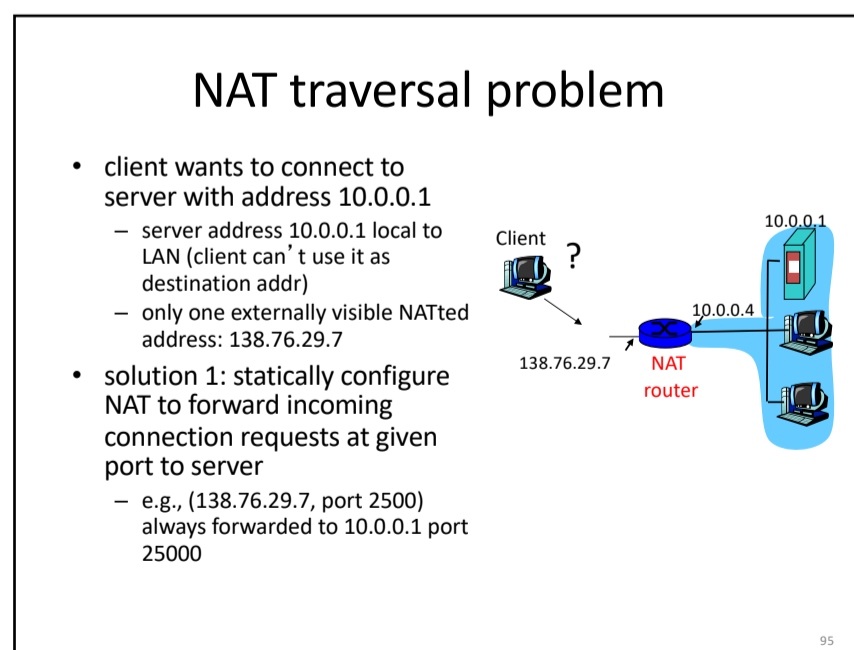 NAT traversal problem
• client wants to connect to
server with address 10.0.0.1
– server address 10.0.0.1 local to
LAN (client can’ t use it as
destination addr)
– only one externally visible NATted
address: 138.76.29.7
• solution 1: statically configure
NAT to forward incoming
connection requests at given
port to server
– e.g., (138.76.29.7, port 2500)
always forwarded to 10.0.0.1 port
25000
10.0.0.1
Client
?
10.0.0.4
138.76.29.7
NAT
router
95